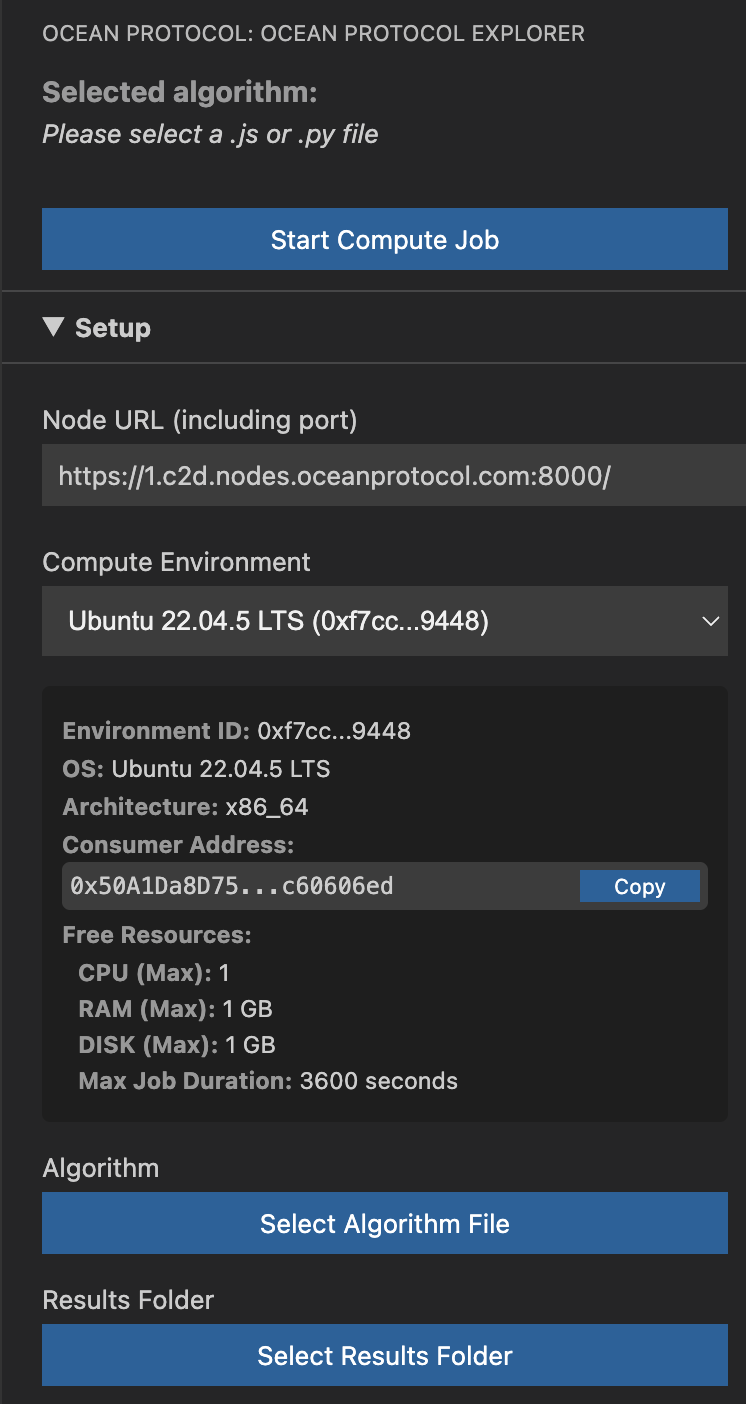 OCEAN PROTOCOL: OCEAN PROTOCOL EXPLORER
Selected algorithm:
Please select a .js or .py file
Start Compute Job
▼ Setup
Node URL (including port)
https://1.c2d.nodes.oceanprotocol.com:8000/
Compute Environment
Ubuntu 22.04.5 LTS (0xf7cc...9448)
Environment ID: 0xf7cc...9448
OS: Ubuntu 22.04.5 LTS
Architecture: x86_64
Consumer Address:
0x50A1Da8D75...c60606ed Copy
Free Resources:
CPU (Max): 1
RAM (Max): 1 GB
DISK (Max): 1 GB
Max Job Duration: 3600 seconds
Algorithm
Select Algorithm File
Results Folder
Select Results Folder